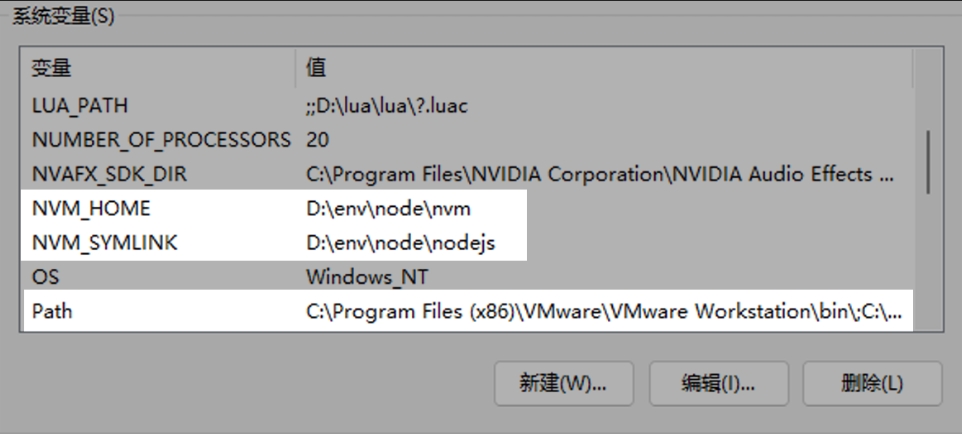 系统变量(S)
变量 值
LUA_PATH ;;D:\lua\lua\?.luac
NUMBER_OF_PROCESSORS 20
NVAFX_SDK_DIR C:\Program Files\NVIDIA Corporation\NVIDIA Audio Effects ...
NVM_HOME D:\env\node\nvm
NVM_SYMLINK D:\env\node\nodejs
OS Windows_NT
Path C:\Program Files (x86)\VMware\VMware Workstation\bin\;C:\...
新建(W)... 编辑(I)... 删除(L)